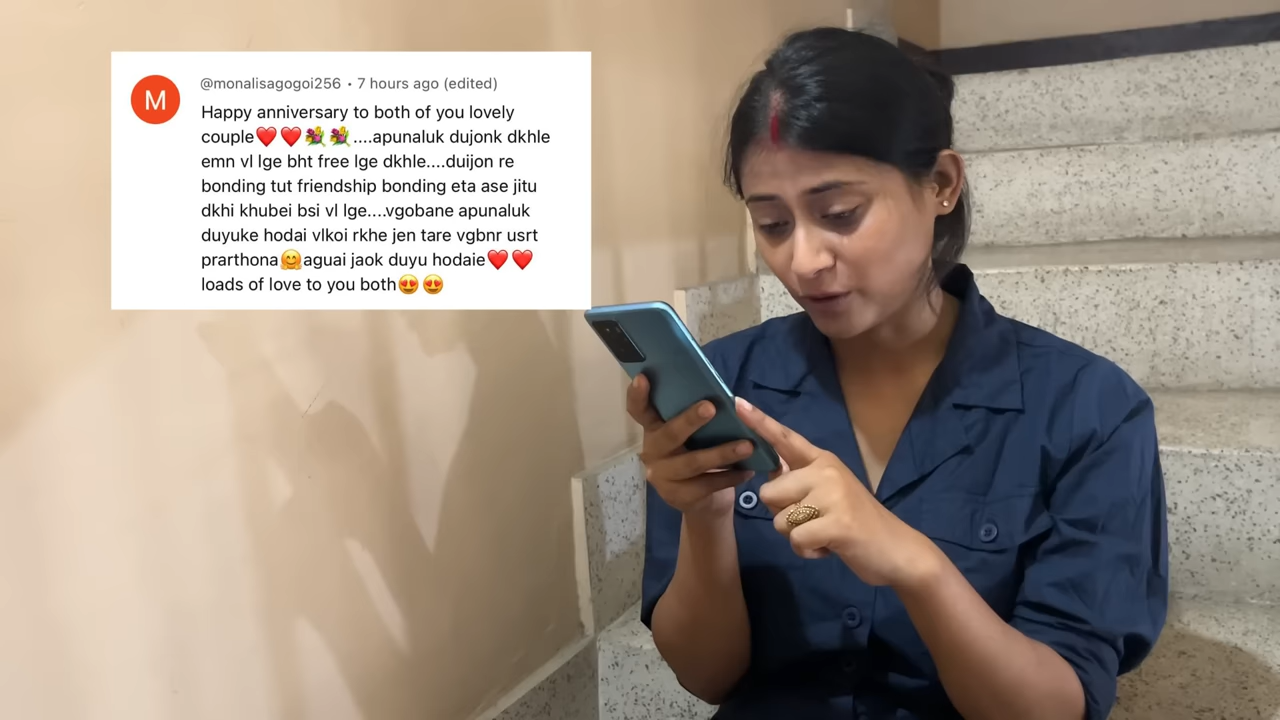 M
@monalisagogoi256 • 7 hours ago (edited)
Happy anniversary to both of you lovely
couple❤️❤️💐💐....apunaluk dujonk dkhle
emn vl lge bht free lge dkhle....duijon re
bonding tut friendship bonding eta ase jitu
dkhi khubei bsi vl lge....vgobane apunaluk
duyuke hodai vlkoi rkhe jen tare vgbnr usrt
prarthona🤗aguai jaok duyu hodaie❤️❤️
loads of love to you both😍😍